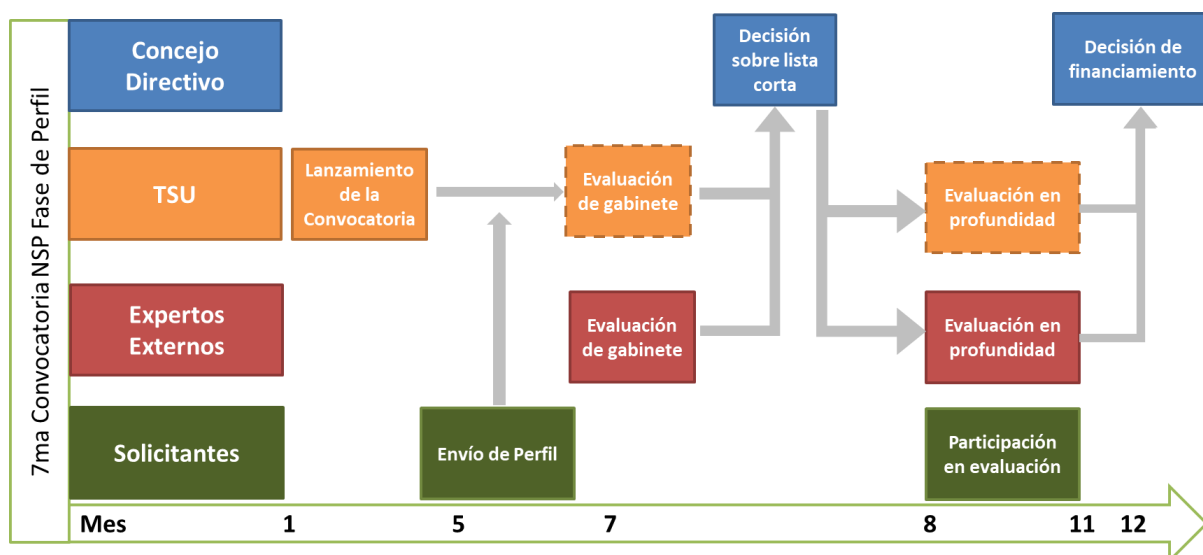 7ma Convocatoria NSP Fase de Perfil
Concejo
Directivo
Decisión
sobre lista
corta
Decisión de
financiamiento
TSU
Lanzamiento
de la
Convocatoria
Evaluación
de gabinete
Evaluación en
profundidad
Expertos
Externos
Evaluación
de gabinete
Evaluación en
profundidad
Solicitantes
Envío de Perfil
Participación
en evaluación
Mes 1 5 7 8 11 12